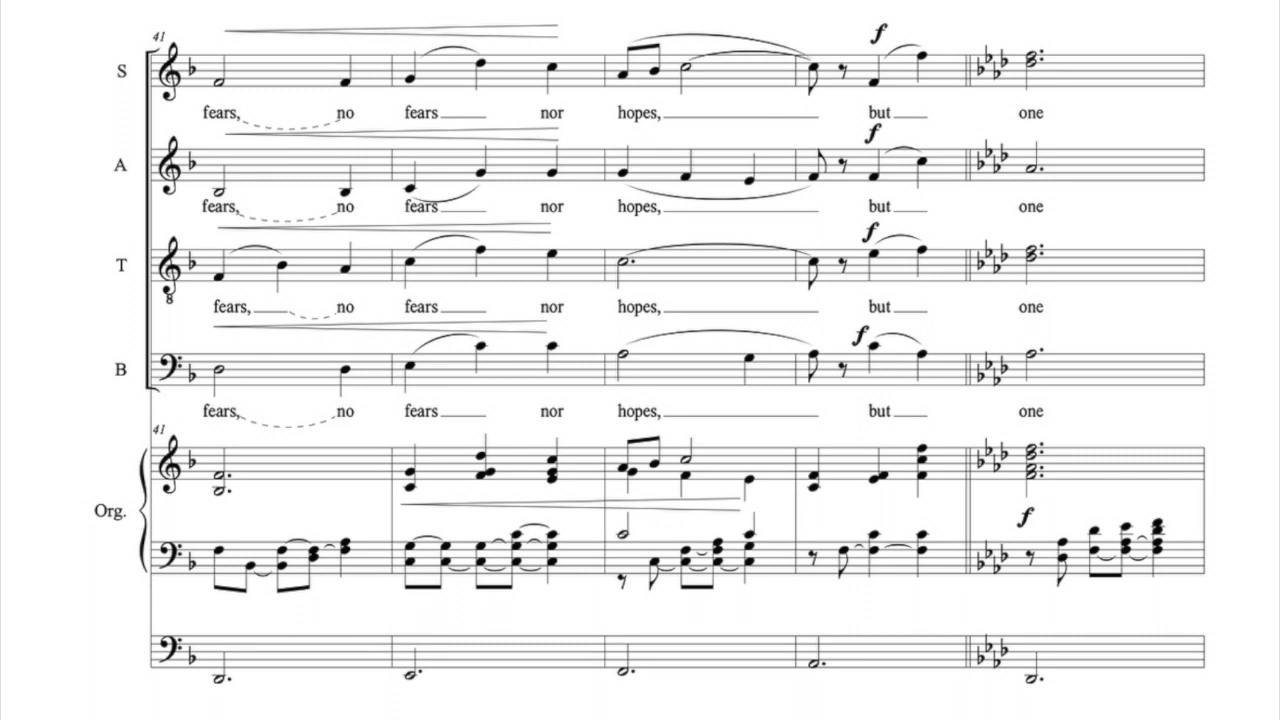 41
f
S
fears, no fears nor hopes, but one
f
A
fears, no fears nor hopes, but one
f
T
8
fears, no fears nor hopes, but one
f
B
fears, no fears nor hopes, but one
41
Org.
f